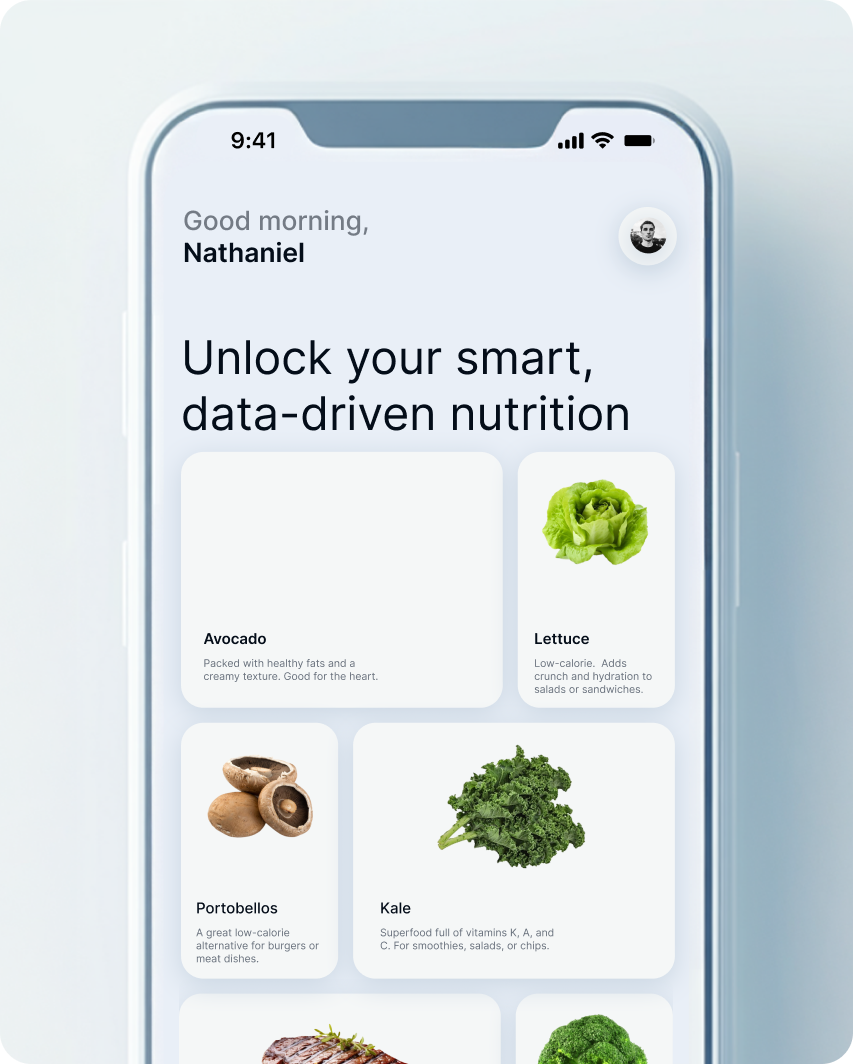 9:41
Good morning,
Nathaniel
Unlock your smart,
data-driven nutrition
Avocado
Packed with healthy fats and a
creamy texture. Good for the heart.
Lettuce
Low-calorie.  Adds
crunch and hydration to
salads or sandwiches.
Portobellos
A great low-calorie
alternative for burgers or
meat dishes.
Kale
Superfood full of vitamins K, A, and
C. For smoothies, salads, or chips.